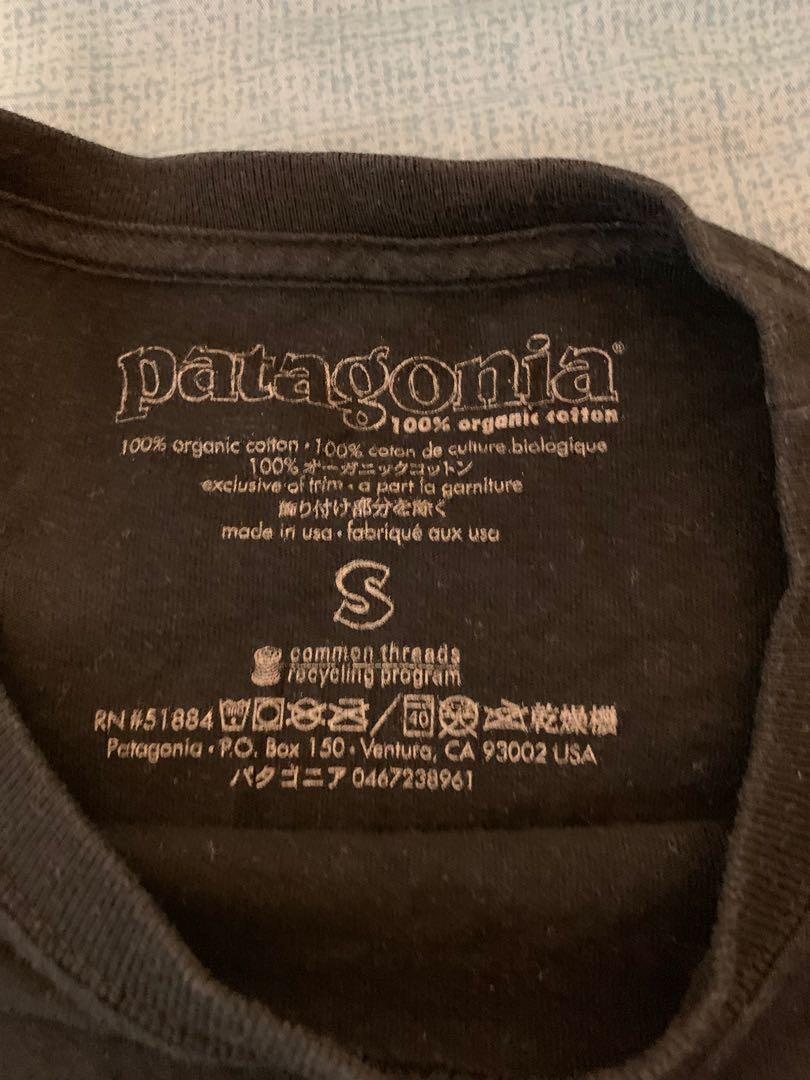 patagonia®
100% organic cotton
100% organic cotton • 100% coton de culture biologique
100% オーガニックコットン
exclusive of trim • a part la garniture
飾り付け部分を除く
made in usa • fabriqué aux usa
S
common threads
recycling program
RN #51884 40 乾燥機
Patagonia • P.O. Box 150 • Ventura, CA 93002 USA
パタゴニア 0467238961